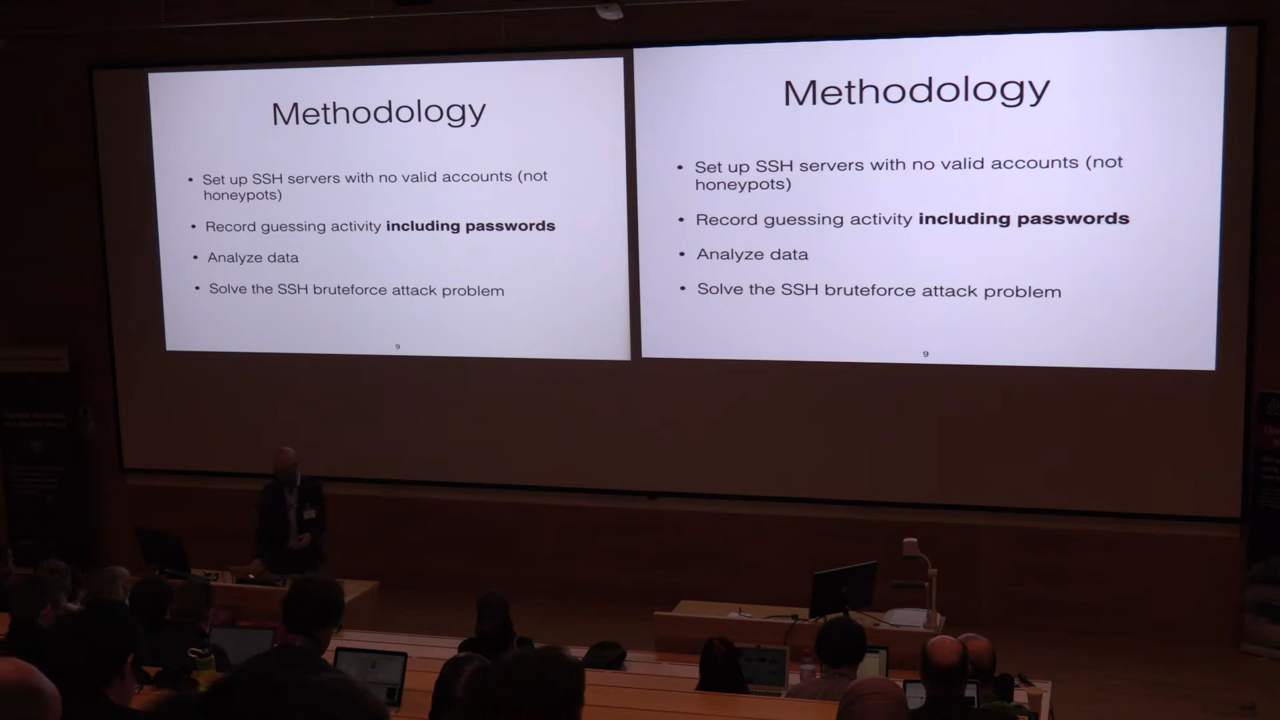 Methodology
• Set up SSH servers with no valid accounts (not
honeypots)
• Record guessing activity including passwords
• Analyze data
• Solve the SSH bruteforce attack problem
9
Methodology
• Set up SSH servers with no valid accounts (not
honeypots)
• Record guessing activity including passwords
• Analyze data
• Solve the SSH bruteforce attack problem
9